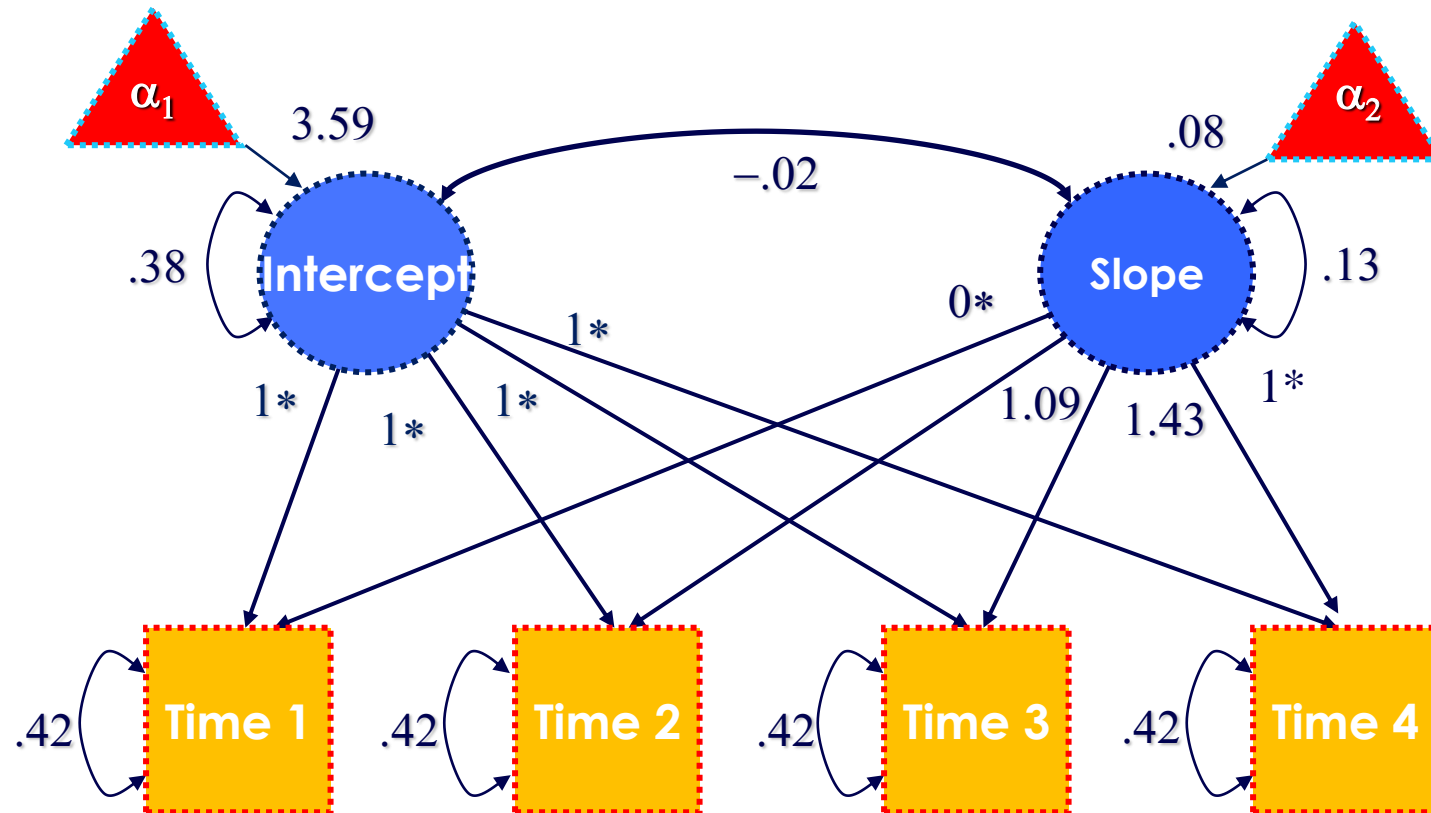 α₁
3.59
α₂
.08
–.02
.38
Intercept
Slope
.13
0*
1*
1*
1*
1*
1.09
1.43
1*
.42
Time 1
.42
Time 2
.42
Time 3
.42
Time 4